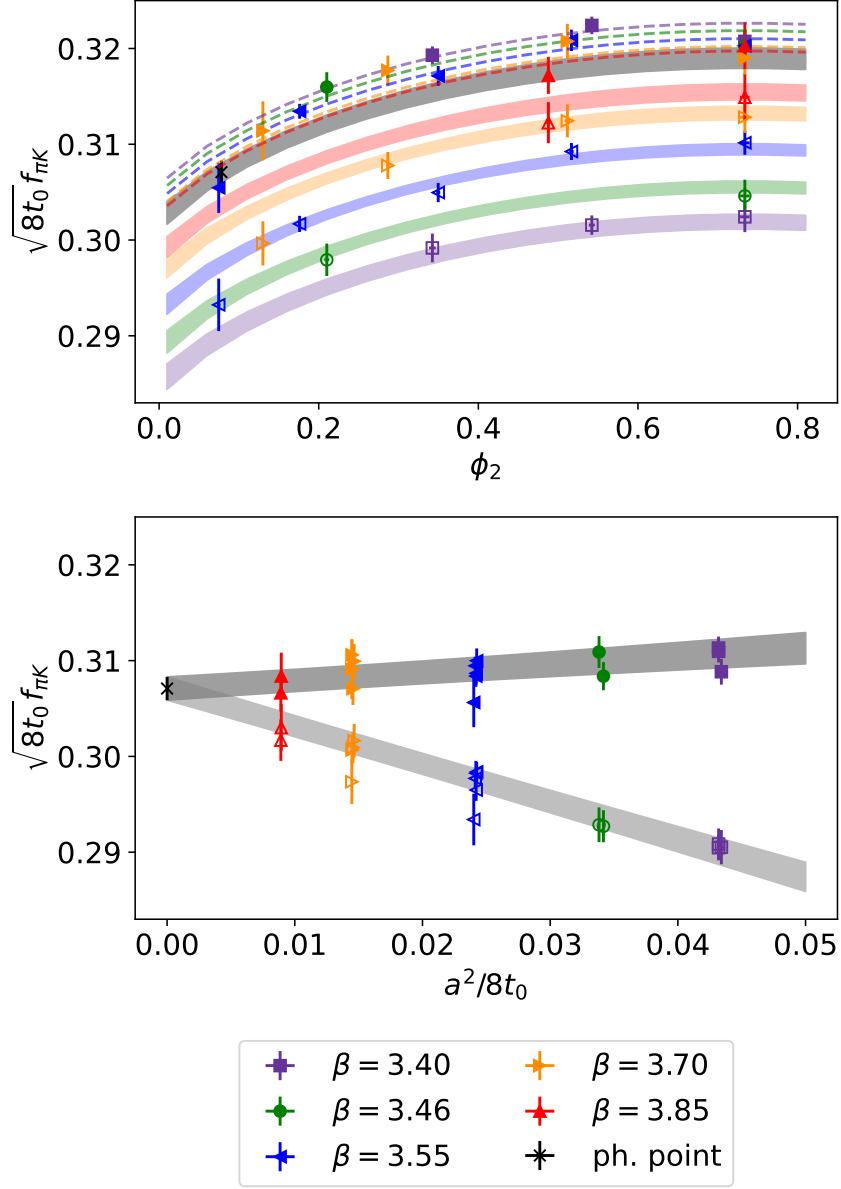 0.32
0.31
0.30
0.29
√8t₀ f_πK
0.0 0.2 0.4 0.6 0.8
ϕ₂
0.32
0.31
0.30
0.29
√8t₀ f_πK
0.00 0.01 0.02 0.03 0.04 0.05
a²/8t₀
β = 3.40 β = 3.70
β = 3.46 β = 3.85
β = 3.55 ph. point